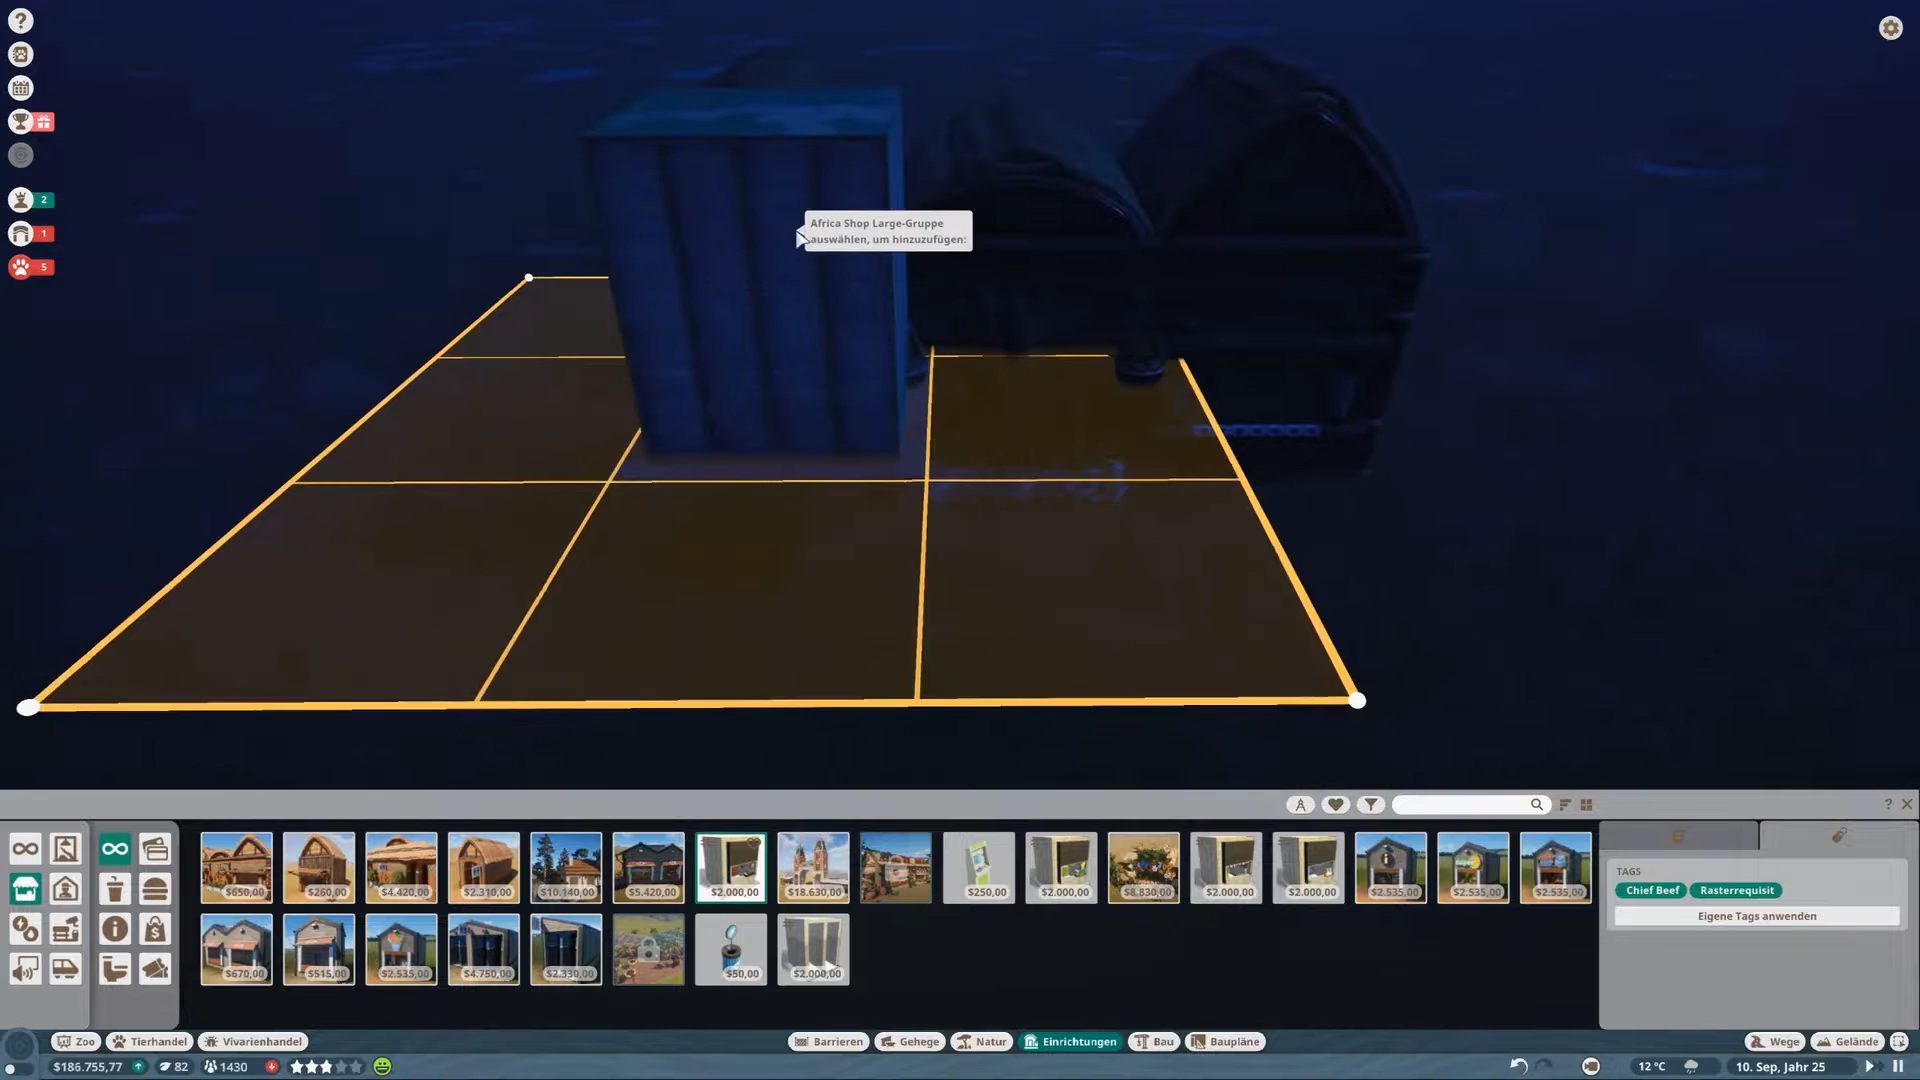 ?
2
1
5
Africa Shop Large-Gruppe
auswählen, um hinzuzufügen:
? ×
$650,00
$260,00
$4.420,00
$2.310,00
$10.140,00
$5.420,00
$2.000,00
$18.630,00
$250,00
$2.000,00
$8.830,00
$2.000,00
$2.000,00
$2.535,00
$2.535,00
$2.535,00
$670,00
$515,00
$2.535,00
$4.750,00
$2.330,00
$50,00
$2.000,00
TAGS
Chief Beef Rasterrequisit
Eigene Tags anwenden
Zoo Tierhandel Vivarienhandel
Barrieren Gehege Natur Einrichtungen Bau Baupläne
Wege Gelände
$186.755,77 82 1430
12 °C 10. Sep, Jahr 25